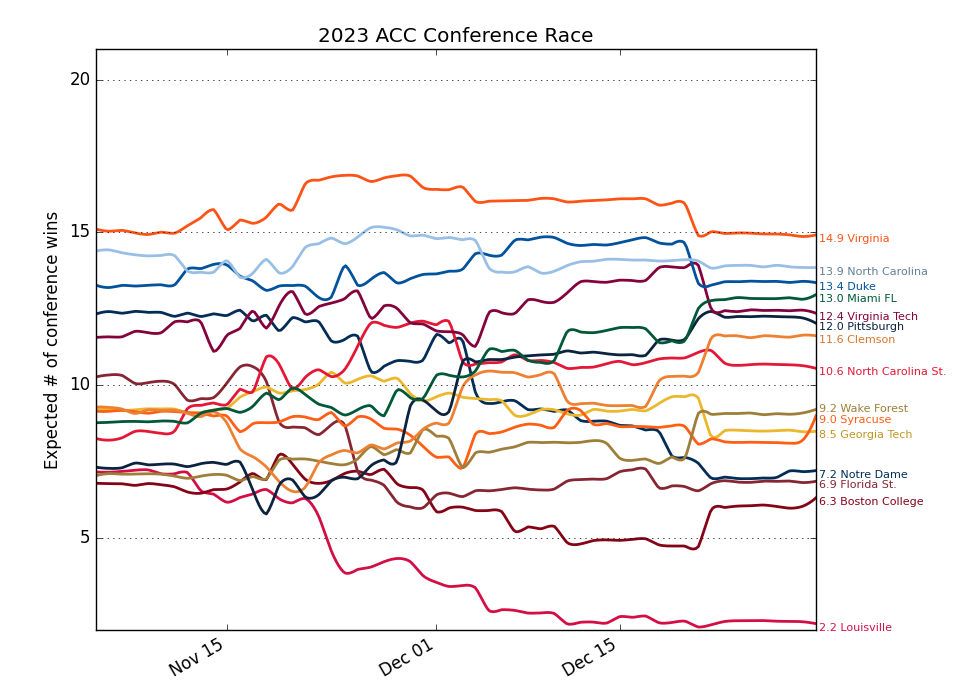 2023 ACC Conference Race
Expected # of conference wins
20
15
10
5
Nov 15
Dec 01
Dec 15
14.9 Virginia
13.9 North Carolina
13.4 Duke
13.0 Miami FL
12.4 Virginia Tech
12.0 Pittsburgh
11.6 Clemson
10.6 North Carolina St.
9.2 Wake Forest
9.0 Syracuse
8.5 Georgia Tech
7.2 Notre Dame
6.9 Florida St.
6.3 Boston College
2.2 Louisville